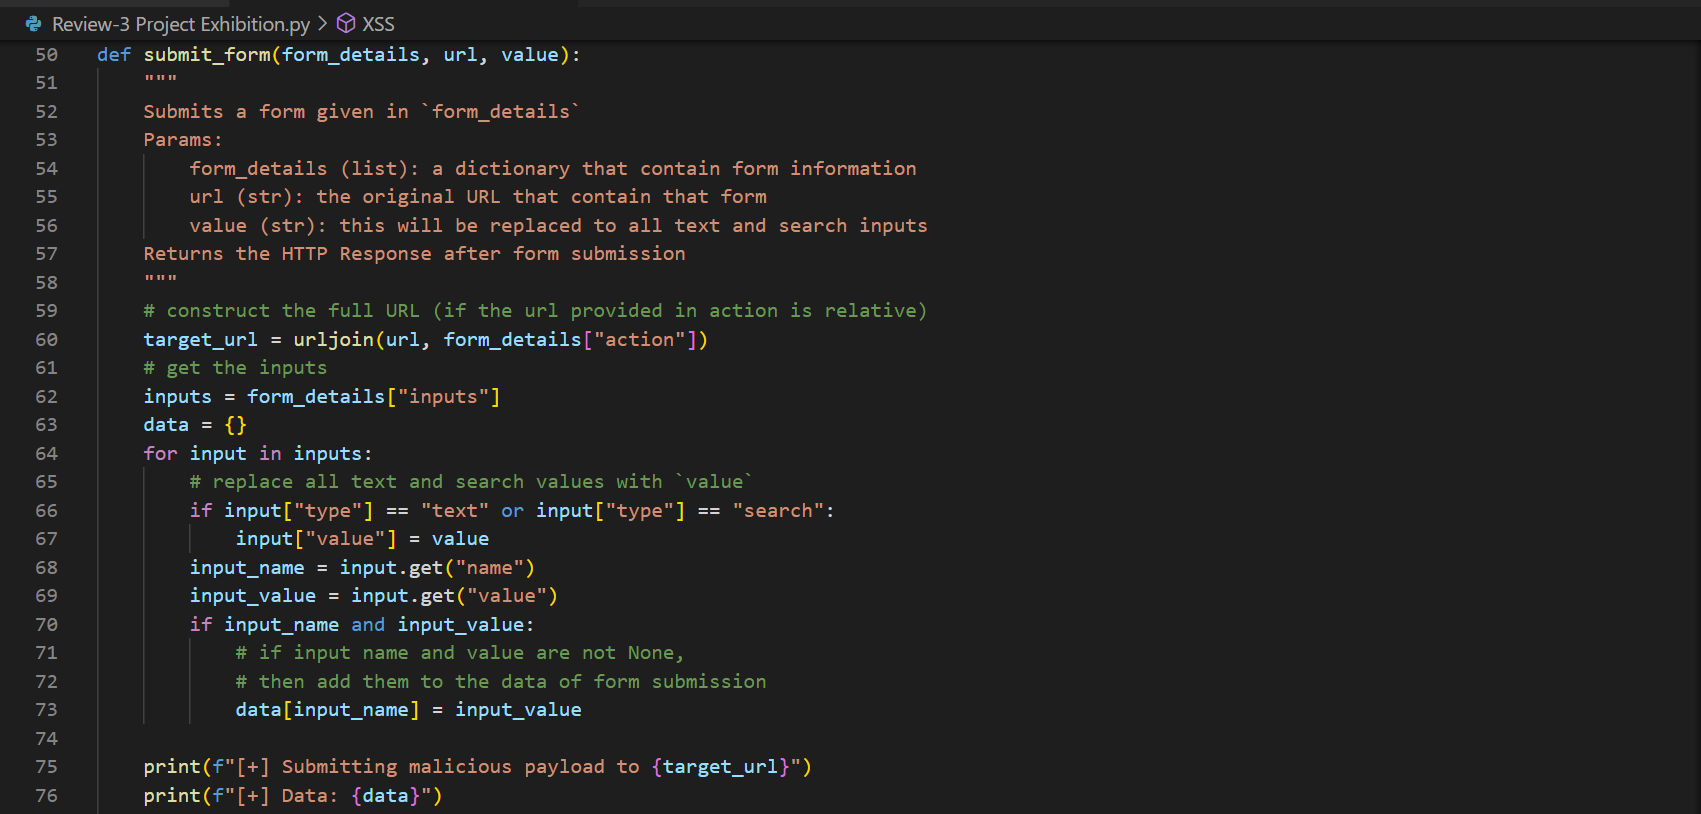 Review-3 Project Exhibition.py > XSS
50 def submit_form(form_details, url, value):
51 """
52 Submits a form given in `form_details`
53 Params:
54 form_details (list): a dictionary that contain form information
55 url (str): the original URL that contain that form
56 value (str): this will be replaced to all text and search inputs
57 Returns the HTTP Response after form submission
58 """
59 # construct the full URL (if the url provided in action is relative)
60 target_url = urljoin(url, form_details["action"])
61 # get the inputs
62 inputs = form_details["inputs"]
63 data = {}
64 for input in inputs:
65 # replace all text and search values with `value`
66 if input["type"] == "text" or input["type"] == "search":
67 input["value"] = value
68 input_name = input.get("name")
69 input_value = input.get("value")
70 if input_name and input_value:
71 # if input name and value are not None,
72 # then add them to the data of form submission
73 data[input_name] = input_value
74
75 print(f"[+] Submitting malicious payload to {target_url}")
76 print(f"[+] Data: {data}")